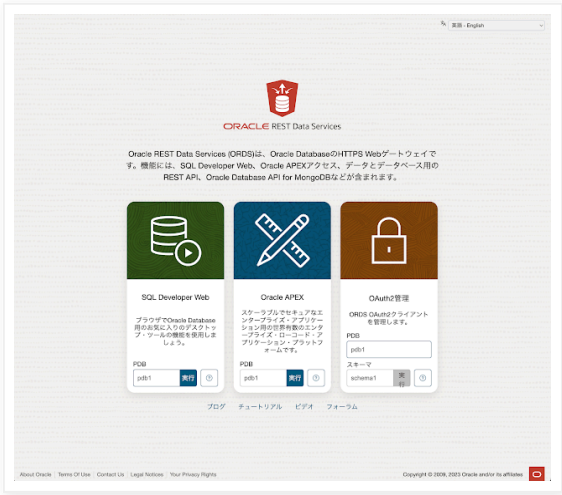 英語 - English
ORACLE REST Data Services
Oracle REST Data Services (ORDS)は、Oracle DatabaseのHTTPS Webゲートウェイで
す。機能には、SQL Developer Web、Oracle APEXアクセス、データとデータベース用の
REST API、Oracle Database API for MongoDBなどが含まれます。
SQL Developer Web
ブラウザでOracle Database
用のお気に入りのデスクトッ
プ・ツールの機能を使用しま
しょう。
PDB
pdb1
実行
Oracle APEX
スケーラブルでセキュアなエ
ンタープライズ・アプリケー
ション用の世界有数のエンタ
ープライズ・ローコード・ア
プリケーション・プラットフ
ォームです。
PDB
pdb1
実行
OAuth2管理
ORDS OAuth2クライアント
を管理します。
PDB
pdb1
スキーマ
schema1
実
行
ブログ チュートリアル ビデオ フォーラム
About Oracle Terms Of Use Contact Us Legal Notices Your Privacy Rights
Copyright © 2009, 2023 Oracle and/or its affiliates